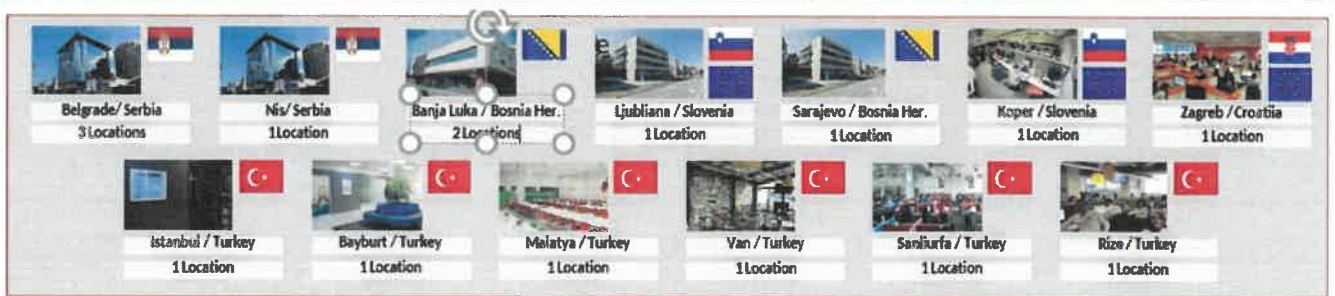 Belgrade/ Serbia
3 Locations
Nis/ Serbia
1 Location
Banja Luka / Bosnia Her.
2 Locations
Ljubliana / Slovenia
1 Location
Sarajevo / Bosnia Her.
1 Location
Koper / Slovenia
1 Location
Zagreb / Croatia
1 Location
Istanbul / Turkey
1 Location
Bayburt / Turkey
1 Location
Malatya / Turkey
1 Location
Van / Turkey
1 Location
Sanliurfa / Turkey
1 Location
Rize / Turkey
1 Location